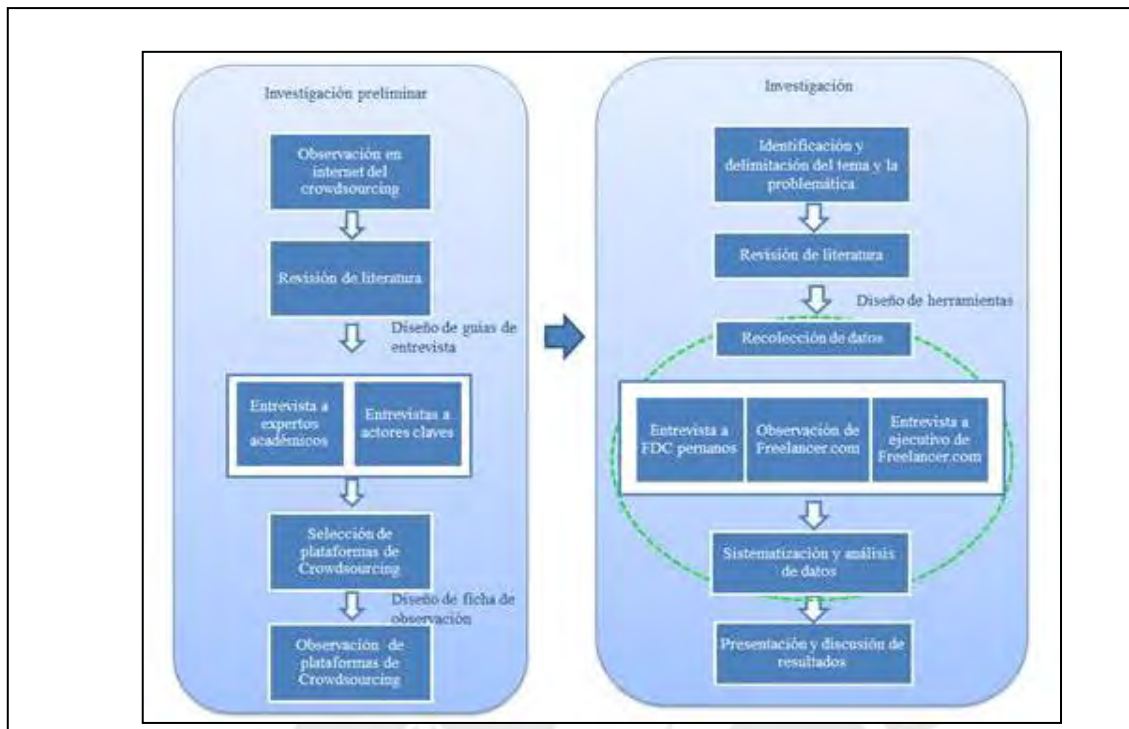 Investigación preliminar
Observación en
internet del
crowdsourcing
Revisión de literatura
Diseño de guías de
entrevista
Entrevista a
expertos
académicos
Entrevistas a
actores claves
Selección de
plataformas de
Crowdsourcing
Diseño de ficha de
observación
Observación de
plataformas de
Crowdsourcing
Investigación
Identificación y
delimitación del tema y la
problemática
Revisión de literatura
Diseño de herramientas
Recolección de datos
Entrevista a
FDC peruanos
Observación de
Freelancer.com
Entrevista a
ejecutivo de
Freelancer.com
Sistematización y análisis
de datos
Presentación y discusión de
resultados